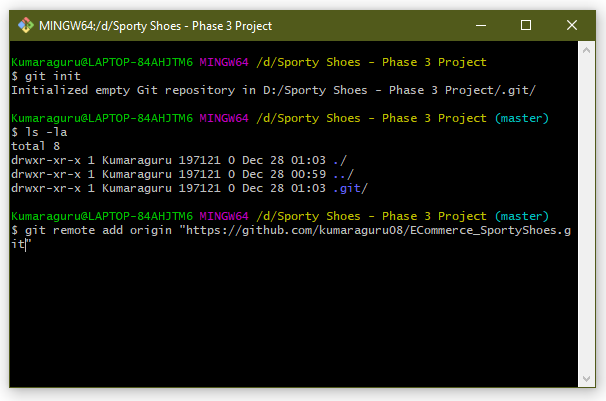 MINGW64:/d/Sporty Shoes - Phase 3 Project
Kumaraguru@LAPTOP-84AHJTM6 MINGW64 /d/Sporty Shoes - Phase 3 Project
$ git init
Initialized empty Git repository in D:/Sporty Shoes - Phase 3 Project/.git/
Kumaraguru@LAPTOP-84AHJTM6 MINGW64 /d/Sporty Shoes - Phase 3 Project (master)
$ ls -la
total 8
drwxr-xr-x 1 Kumaraguru 197121 0 Dec 28 01:03 ./
drwxr-xr-x 1 Kumaraguru 197121 0 Dec 28 00:59 ../
drwxr-xr-x 1 Kumaraguru 197121 0 Dec 28 01:03 .git/
Kumaraguru@LAPTOP-84AHJTM6 MINGW64 /d/Sporty Shoes - Phase 3 Project (master)
$ git remote add origin "https://github.com/kumaraguru08/ECommerce_SportyShoes.g
it"